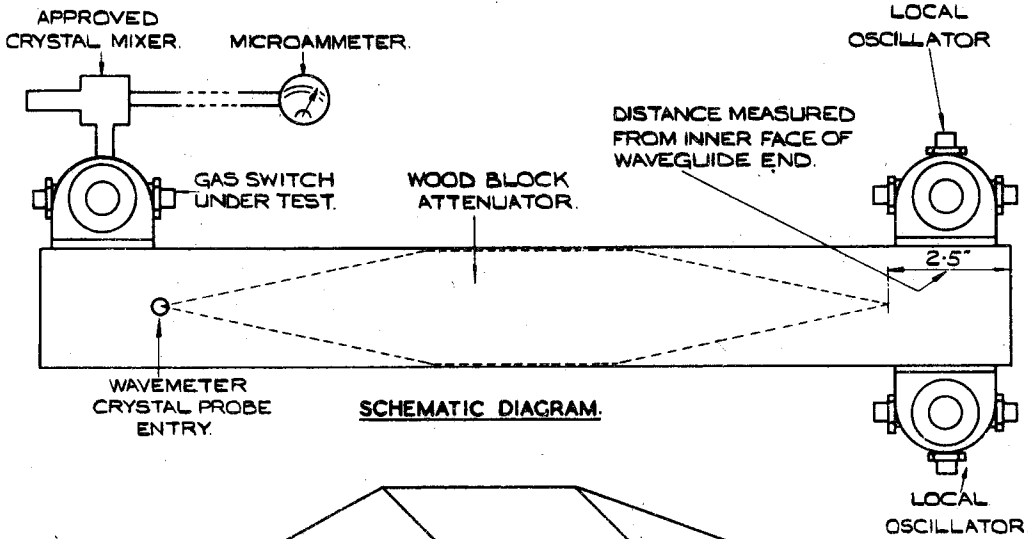 APPROVED
CRYSTAL MIXER.
MICROAMMETER.
LOCAL
OSCILLATOR
DISTANCE MEASURED
FROM INNER FACE OF
WAVEGUIDE END.
GAS SWITCH
UNDER TEST.
WOOD BLOCK
ATTENUATOR.
2·5"
WAVEMETER
CRYSTAL PROBE
ENTRY.
SCHEMATIC DIAGRAM.
LOCAL
OSCILLATOR